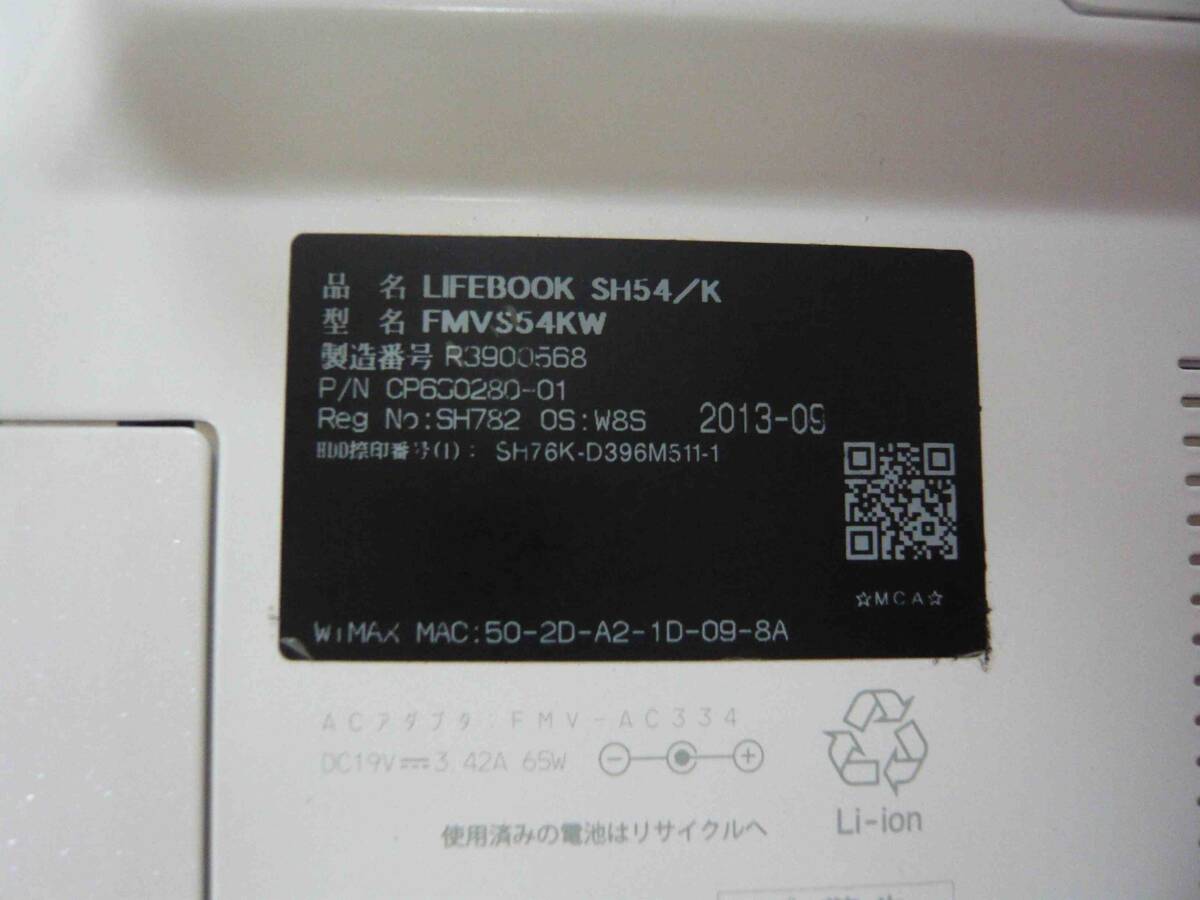 品 名 LIFEBOOK SH54/K
型 名 FMVS54KW
製造番号 R3900568
P/N
Reg No:SH782 OS:W8S 2013-09
HDD捺印番号(1): SH76K-D396M511-1
☆MCA☆
WiMAX MAC:50-2D-A2-1D-09-8A
ACアダプタ:FMV-AC334
DC19V 3.42A 65W
Li-ion
使用済みの電池はリサイクルへ